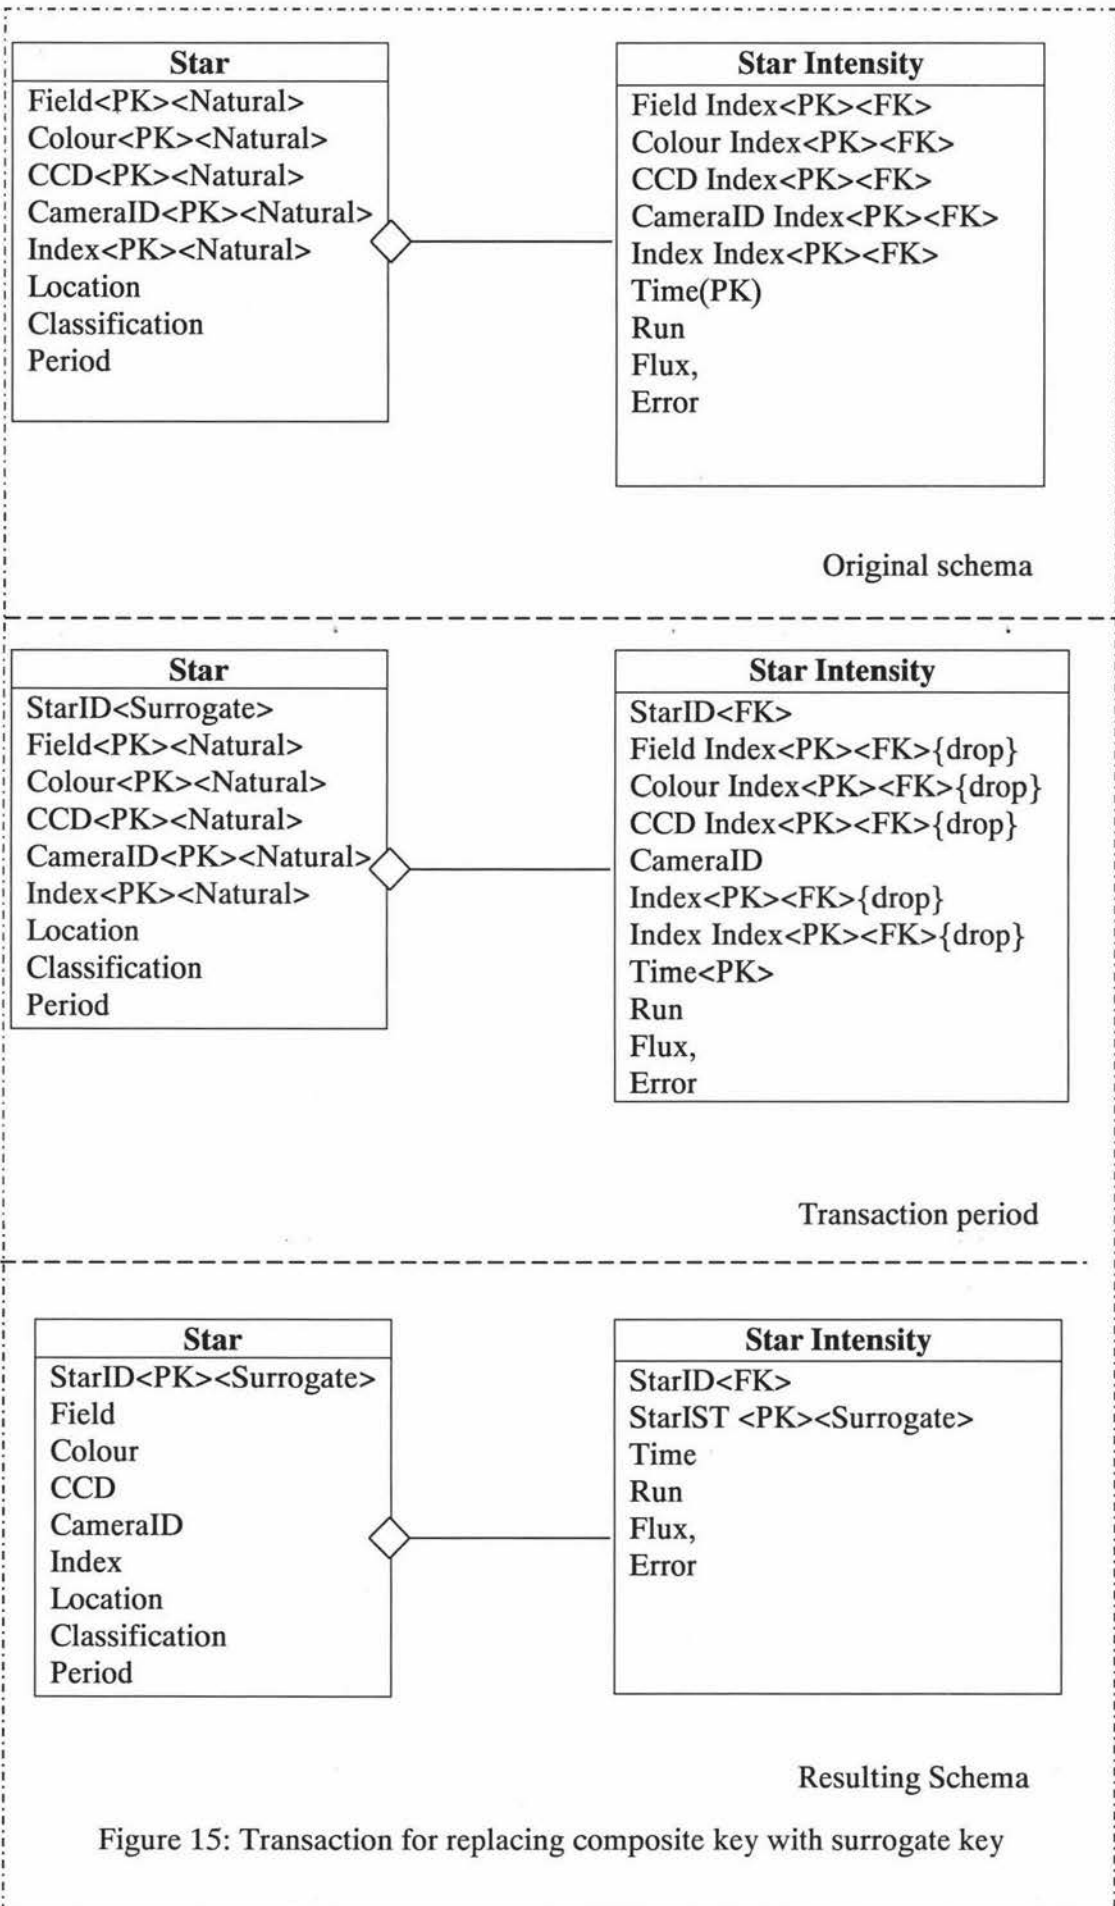 Star
Field<PK><Natural>
Colour<PK><Natural>
CCD<PK><Natural>
CameraID<PK><Natural>
Index<PK><Natural>
Location
Classification
Period
Star Intensity
Field Index<PK><FK>
Colour Index<PK><FK>
CCD Index<PK><FK>
CameraID Index<PK><FK>
Index Index<PK><FK>
Time(PK)
Run
Flux,
Error
Original schema
Star
StarID<Surrogate>
Field<PK><Natural>
Colour<PK><Natural>
CCD<PK><Natural>
CameraID<PK><Natural>
Index<PK><Natural>
Location
Classification
Period
Star Intensity
StarID<FK>
Field Index<PK><FK>{drop}
Colour Index<PK><FK>{drop}
CCD Index<PK><FK>{drop}
CameraID
Index<PK><FK>{drop}
Index Index<PK><FK>{drop}
Time<PK>
Run
Flux,
Error
Transaction period
Star
StarID<PK><Surrogate>
Field
Colour
CCD
CameraID
Index
Location
Classification
Period
Star Intensity
StarID<FK>
StarIST <PK><Surrogate>
Time
Run
Flux,
Error
Resulting Schema
Figure 15: Transaction for replacing composite key with surrogate key